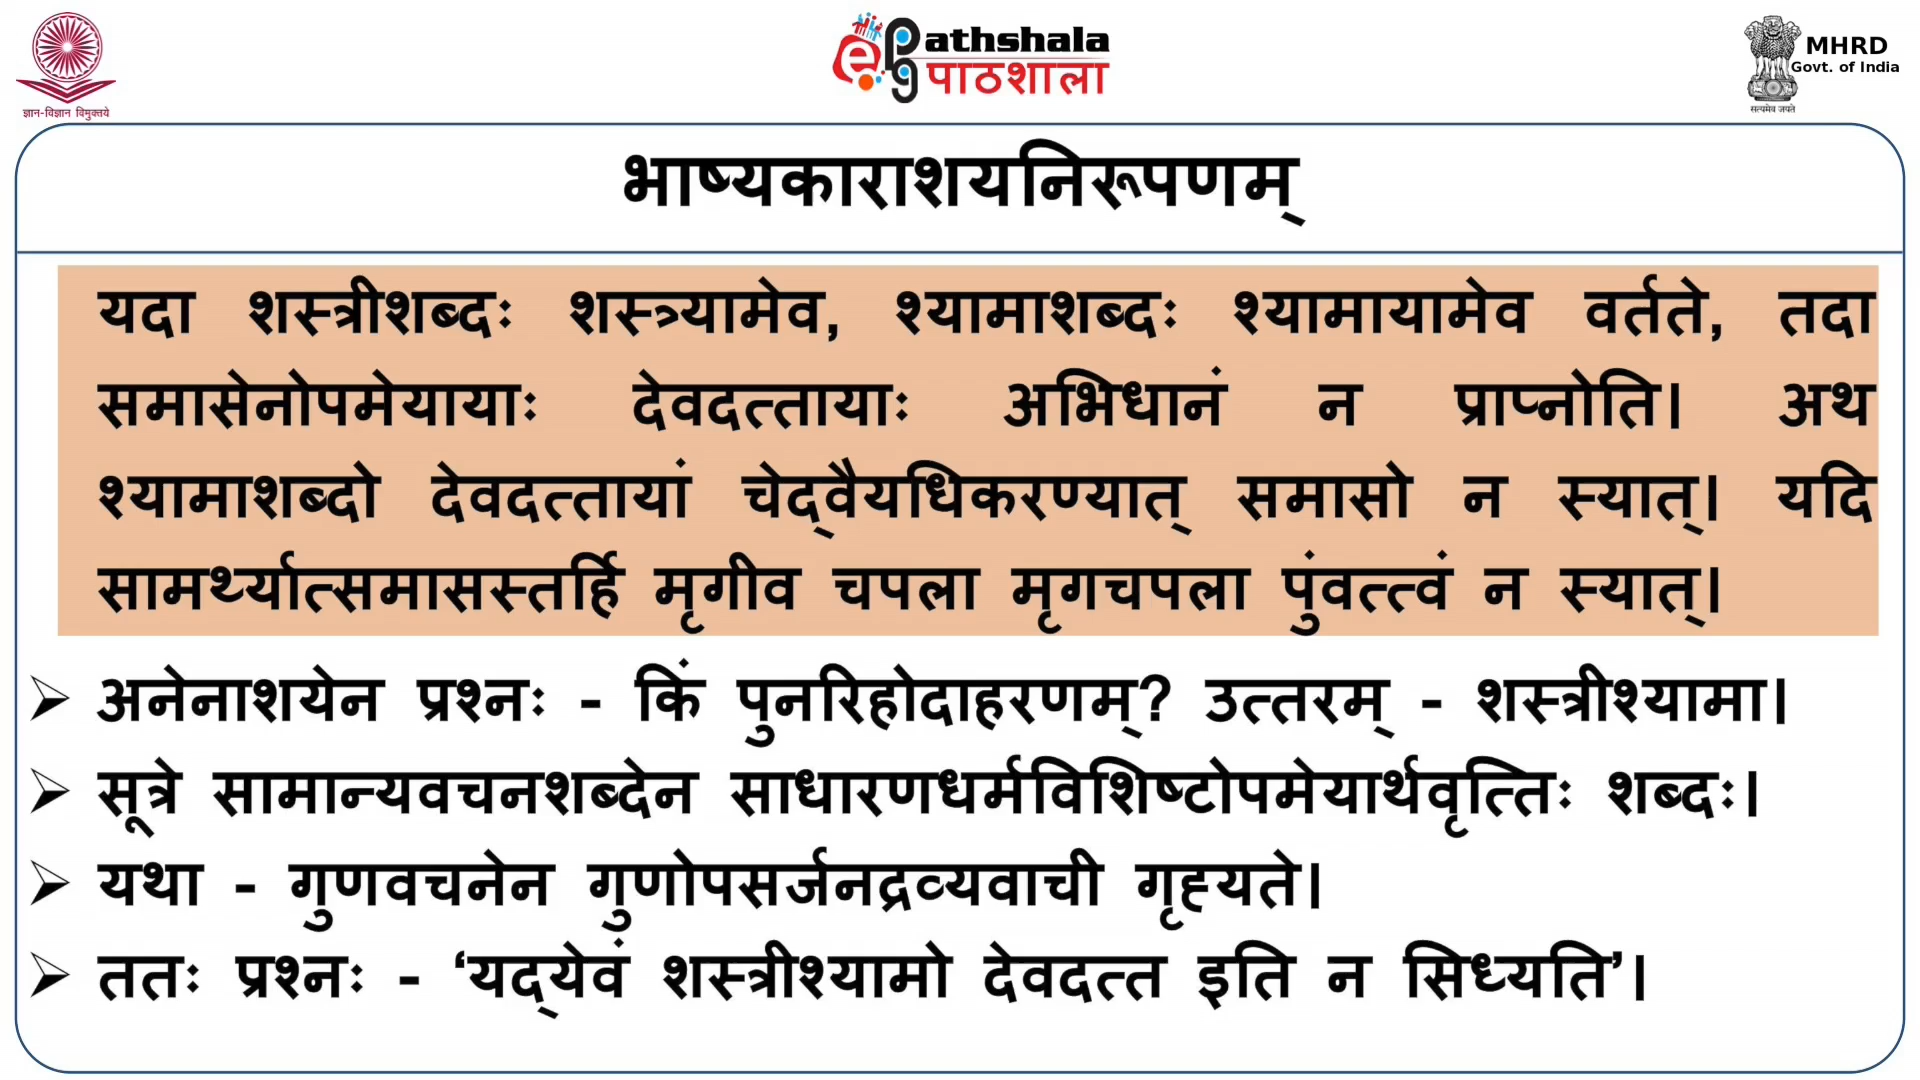 ज्ञान-विज्ञान विमुक्तये
e Pg Pathshala
पाठशाला
MHRD
Govt. of India
सत्यमेव जयते
भाष्यकाराशयनिरूपणम्
यदा शस्त्रीशब्दः शस्त्र्यामेव, श्यामाशब्दः श्यामायामेव वर्तते, तदा
समासेनोपमेयायाः देवदत्तायाः अभिधानं न प्राप्नोति। अथ
श्यामाशब्दो देवदत्तायां चेद्वैयधिकरण्यात् समासो न स्यात्। यदि
सामर्थ्यात्समासस्तर्हि मृगीव चपला मृगचपला पुंवत्त्वं न स्यात्।
➢ अनेनाशयेन प्रश्नः - किं पुनरिहोदाहरणम्? उत्तरम् - शस्त्रीश्यामा।
➢ सूत्रे सामान्यवचनशब्देन साधारणधर्मविशिष्टोपमेयार्थवृत्तिः शब्दः।
➢ यथा - गुणवचनेन गुणोपसर्जनद्रव्यवाची गृह्यते।
➢ ततः प्रश्नः - ‘यद्येवं शस्त्रीश्यामो देवदत्त इति न सिध्यति’।